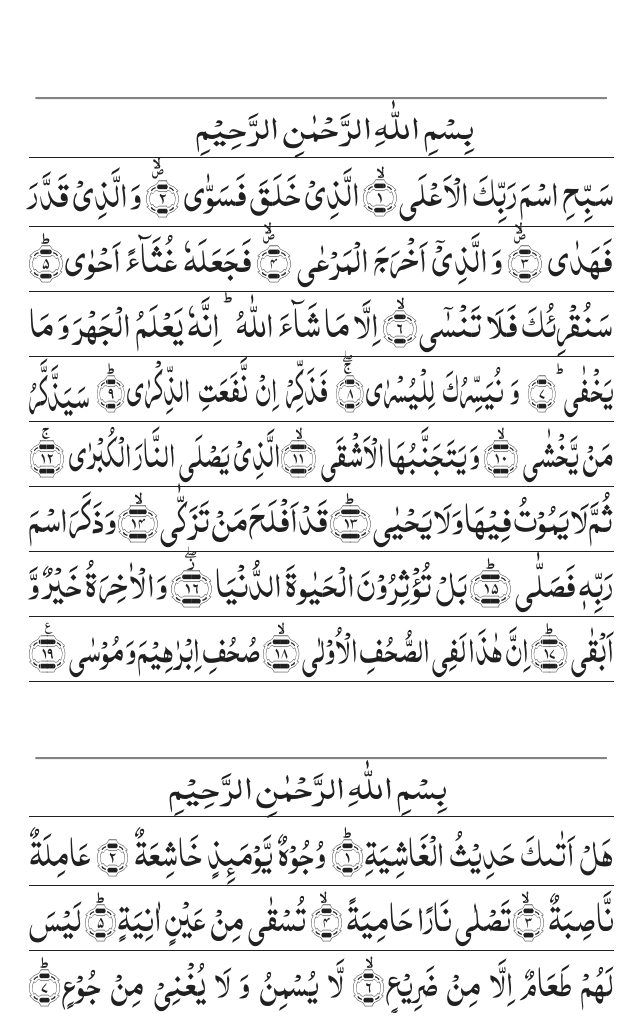 بِسْمِ اللّٰهِ الرَّحْمٰنِ الرَّحِيْمِ
سَبِّحِ اسْمَ رَبِّكَ الْاَعْلَى ۙ﴿۱﴾ الَّذِىْ خَلَقَ فَسَوّٰى ۪ۙ﴿۲﴾ وَ الَّذِىْ قَدَّرَ
فَهَدٰى ۪ۙ﴿۳﴾ وَ الَّذِىْۤ اَخْرَجَ الْمَرْعٰى ۪ۙ﴿۴﴾ فَجَعَلَهٗ غُثَآءً اَحْوٰى ؕ﴿۵﴾
سَنُقْرِئُكَ فَلَا تَنْسٰٓى ۙ﴿۶﴾ اِلَّا مَا شَآءَ اللّٰهُ ؕ اِنَّهٗ يَعْلَمُ الْجَهْرَ وَ مَا
يَخْفٰى ؕ﴿۷﴾ وَ نُيَسِّرُكَ لِلْيُسْرٰى ۚۖ﴿۸﴾ فَذَكِّرْ اِنْ نَّفَعَتِ الذِّكْرٰى ؕ﴿۹﴾ سَيَذَّكَّرُ
مَنْ يَّخْشٰى ۙ﴿۱۰﴾ وَ يَتَجَنَّبُهَا الْاَشْقَى ۙ﴿۱۱﴾ الَّذِىْ يَصْلَى النَّارَ الْكُبْرٰى ۚ﴿۱۲﴾
ثُمَّ لَا يَمُوْتُ فِيْهَا وَ لَا يَحْيٰى ؕ﴿۱۳﴾ قَدْ اَفْلَحَ مَنْ تَزَكّٰى ۙ﴿۱۴﴾ وَ ذَكَرَ اسْمَ
رَبِّهٖ فَصَلّٰى ؕ﴿۱۵﴾ بَلْ تُؤْثِرُوْنَ الْحَيٰوةَ الدُّنْيَا ۫ۖ﴿۱۶﴾ وَ الْاٰخِرَةُ خَيْرٌ وَّ
اَبْقٰى ؕ﴿۱۷﴾ اِنَّ هٰذَا لَفِى الصُّحُفِ الْاُوْلٰى ۙ﴿۱۸﴾ صُحُفِ اِبْرٰهِيْمَ وَ مُوْسٰى ﴿۱۹﴾
بِسْمِ اللّٰهِ الرَّحْمٰنِ الرَّحِيْمِ
هَلْ اَتٰىكَ حَدِيْثُ الْغَاشِيَةِ ؕ﴿۱﴾ وُجُوْهٌ يَّوْمَئِذٍ خَاشِعَةٌ ﴿۲﴾ عَامِلَةٌ
نَّاصِبَةٌ ﴿۳﴾ تَصْلٰى نَارًا حَامِيَةً ۙ﴿۴﴾ تُسْقٰى مِنْ عَيْنٍ اٰنِيَةٍ ؕ﴿۵﴾ لَيْسَ
لَهُمْ طَعَامٌ اِلَّا مِنْ ضَرِيْعٍ ۙ﴿۶﴾ لَّا يُسْمِنُ وَ لَا يُغْنِىْ مِنْ جُوْعٍ ؕ﴿۷﴾